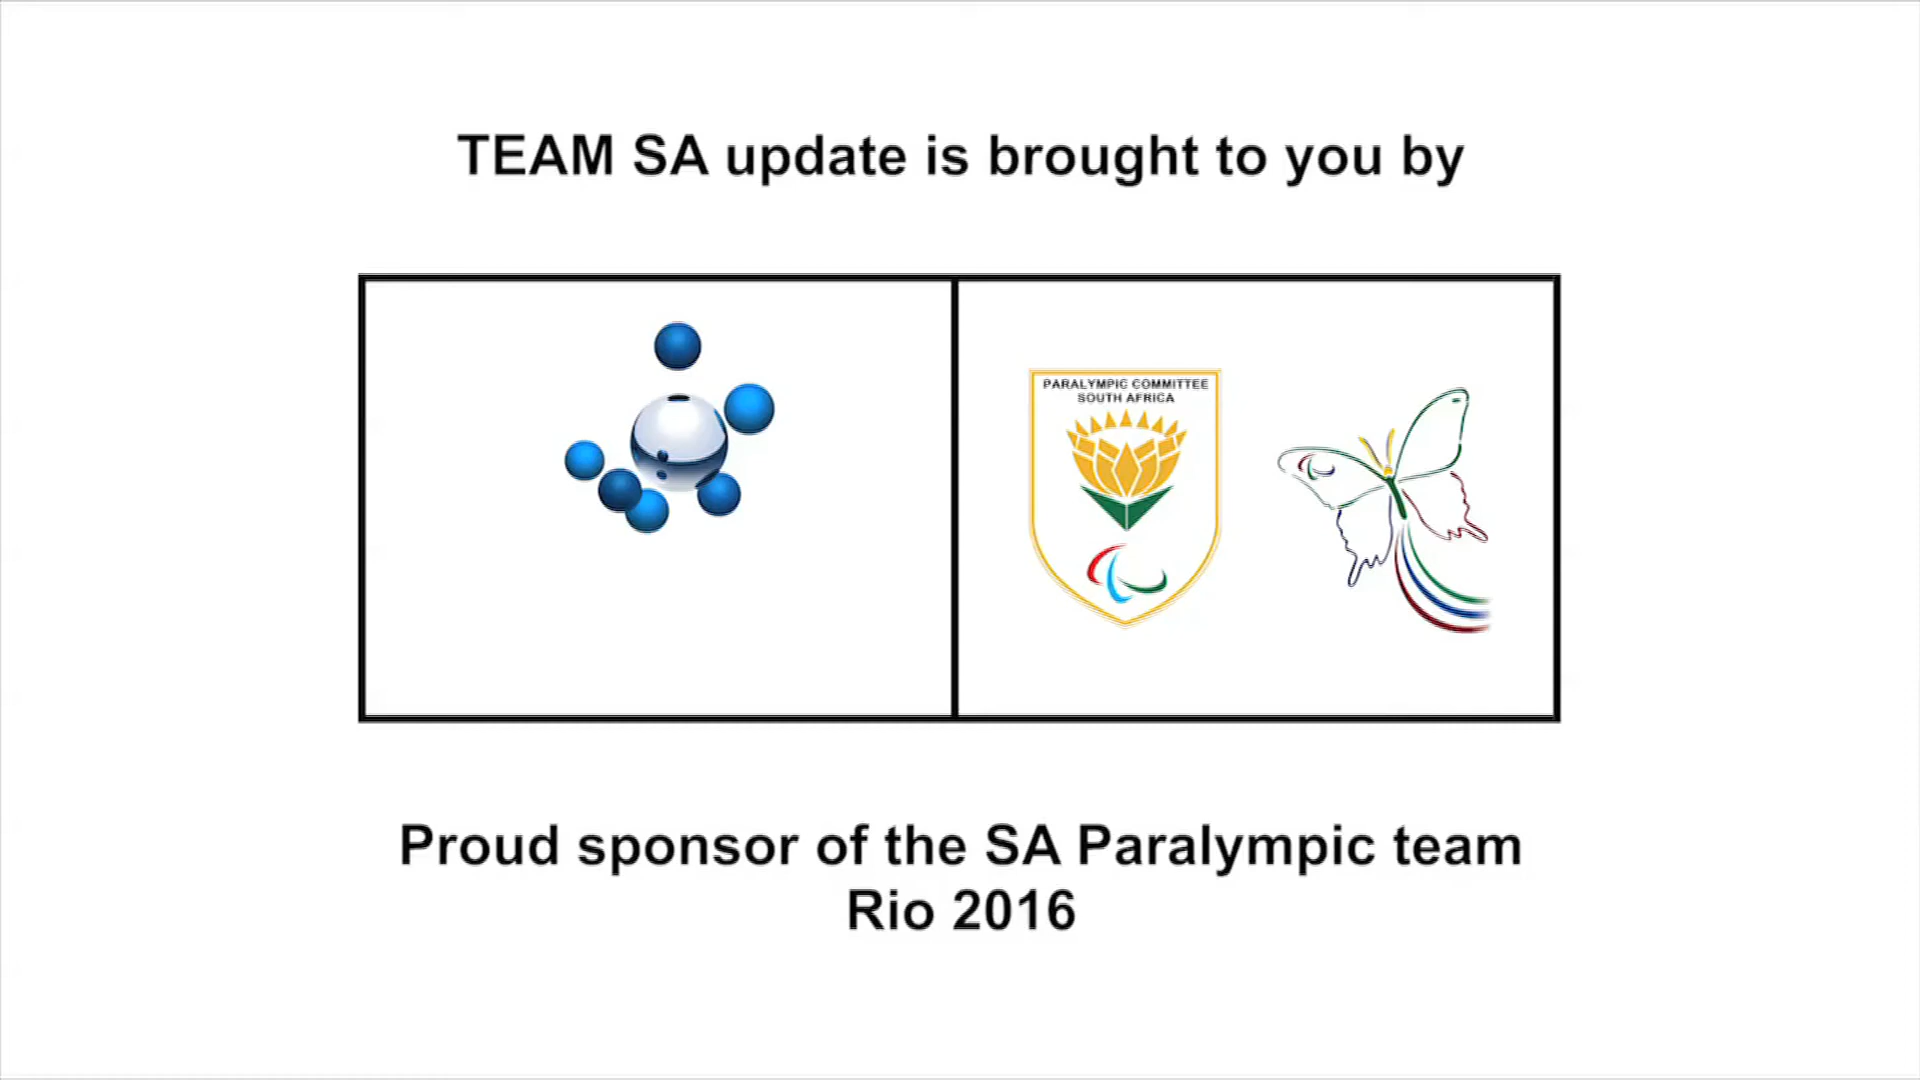 TEAM SA update is brought to you by
PARALYMPIC COMMITTEE
SOUTH AFRICA
Proud sponsor of the SA Paralympic team
Rio 2016